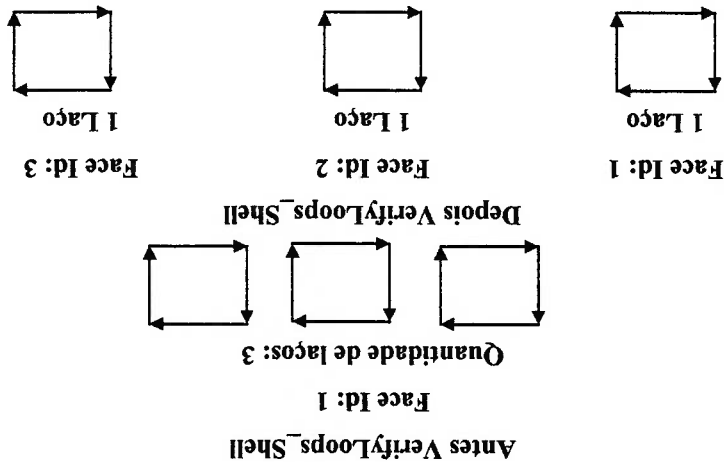 Antes VerifyLoops_Shell
Face Id: 1
Quantidade de laços: 3
Depois VerifyLoops_Shell
Face Id: 1 Face Id: 2 Face Id: 3
1 Laço 1 Laço 1 Laço